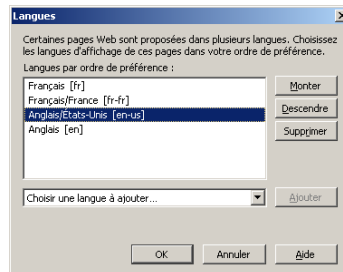 Langues
Certaines pages Web sont proposées dans plusieurs langues. Choisissez
les langues d'affichage de ces pages dans votre ordre de préférence.
Langues par ordre de préférence :
Français [fr]
Monter
Français/France [fr-fr]
Descendre
Anglais/États-Unis [en-us]
Supprimer
Anglais [en]
Choisir une langue à ajouter...
Ajouter
OK
Annuler
Aide